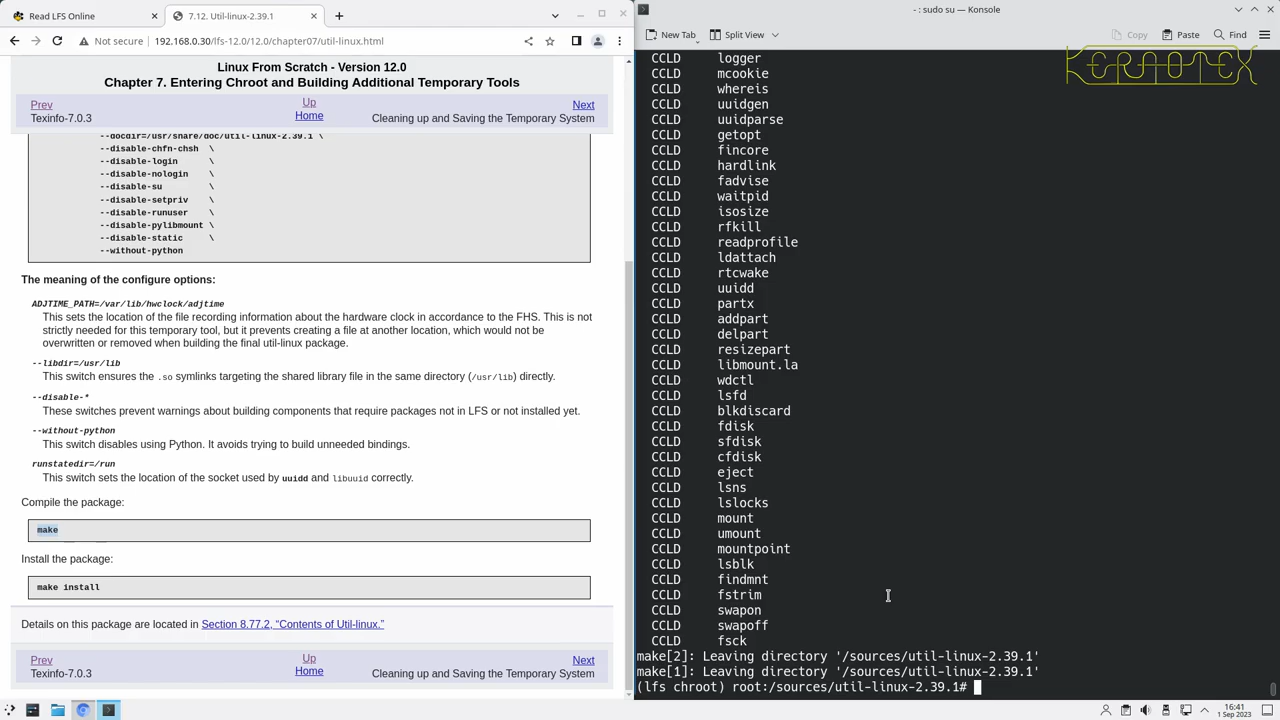 Read LFS Online
7.12. Util-linux-2.39.1
Not secure
192.168.0.30/lfs-12.0/12.0/chapter07/util-linux.html
Linux From Scratch - Version 12.0
Chapter 7. Entering Chroot and Building Additional Temporary Tools
Prev
Up
Next
Texinfo-7.0.3
Home
Cleaning up and Saving the Temporary System
--docdir=/usr/share/doc/util-linux-2.39.1 \
--disable-chfn-chsh \
--disable-login \
--disable-nologin \
--disable-su \
--disable-setpriv \
--disable-runuser \
--disable-pylibmount \
--disable-static \
--without-python
The meaning of the configure options:
ADJTIME_PATH=/var/lib/hwclock/adjtime
This sets the location of the file recording information about the hardware clock in accordance to the FHS. This is not
strictly needed for this temporary tool, but it prevents creating a file at another location, which would not be
overwritten or removed when building the final util-linux package.
--libdir=/usr/lib
This switch ensures the .so symlinks targeting the shared library file in the same directory (/usr/lib) directly.
--disable-*
These switches prevent warnings about building components that require packages not in LFS or not installed yet.
--without-python
This switch disables using Python. It avoids trying to build unneeded bindings.
runstatedir=/run
This switch sets the location of the socket used by uuidd and libuuid correctly.
Compile the package:
make
Install the package:
make install
Details on this package are located in Section 8.77.2, “Contents of Util-linux.”
Prev
Up
Next
Texinfo-7.0.3
Home
Cleaning up and Saving the Temporary System
- : sudo su — Konsole
New Tab
Split View
Copy
Paste
Find
KERNOTEX
CCLD logger
CCLD mcookie
CCLD whereis
CCLD uuidgen
CCLD uuidparse
CCLD getopt
CCLD fincore
CCLD hardlink
CCLD fadvise
CCLD waitpid
CCLD isosize
CCLD rfkill
CCLD readprofile
CCLD ldattach
CCLD rtcwake
CCLD uuidd
CCLD partx
CCLD addpart
CCLD delpart
CCLD resizepart
CCLD libmount.la
CCLD wdctl
CCLD lsfd
CCLD blkdiscard
CCLD fdisk
CCLD sfdisk
CCLD cfdisk
CCLD eject
CCLD lsns
CCLD lslocks
CCLD mount
CCLD umount
CCLD mountpoint
CCLD lsblk
CCLD findmnt
CCLD fstrim
CCLD swapon
CCLD swapoff
CCLD fsck
make[2]: Leaving directory '/sources/util-linux-2.39.1'
make[1]: Leaving directory '/sources/util-linux-2.39.1'
(lfs chroot) root:/sources/util-linux-2.39.1#
16:41
1 Sep 2023